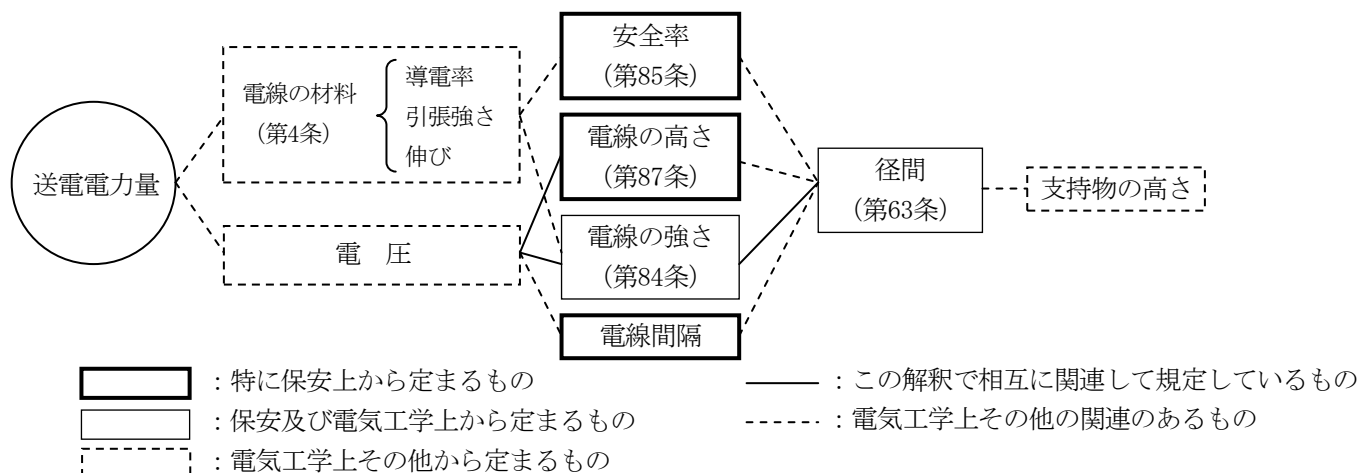 送電電力量
電線の材料
(第4条)
導電率
引張強さ
伸び
電 圧
安全率
(第85条)
電線の高さ
(第87条)
電線の強さ
(第84条)
電線間隔
径間
(第63条)
支持物の高さ
:特に保安上から定まるもの
:保安及び電気工学上から定まるもの
:電気工学上その他から定まるもの
:この解釈で相互に関連して規定しているもの
:電気工学上その他の関連のあるもの